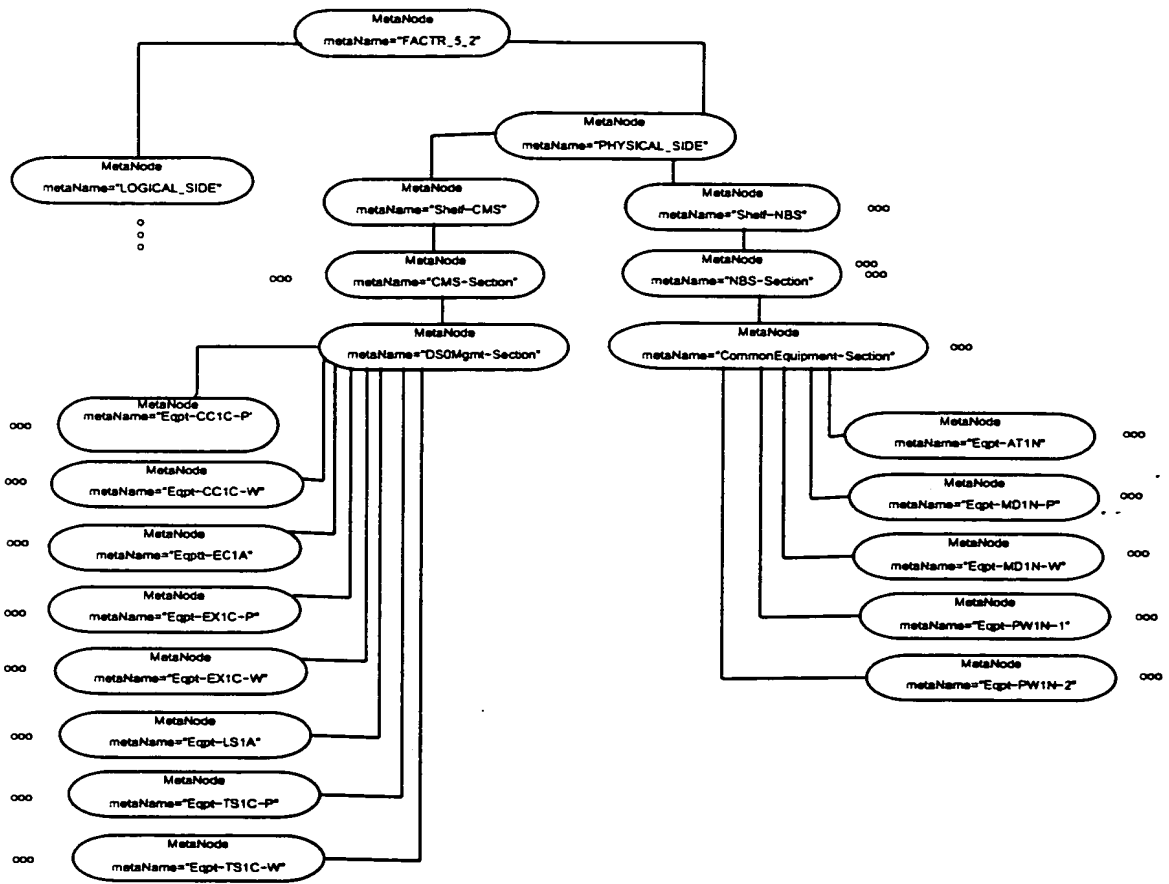 MetaNode
metaName="FACTR_5_2"
MetaNode
metaName="PHYSICAL_SIDE"
MetaNode
metaName="LOGICAL_SIDE"
MetaNode
metaName="Shelf-CMS"
MetaNode
metaName="Shelf-NBS"
MetaNode
metaName="CMS-Section"
MetaNode
metaName="NBS-Section"
MetaNode
metaName="DS0Mgmt-Section"
MetaNode
metaName="CommonEquipment-Section"
MetaNode
metaName="Eqpt-CC1C-P'
MetaNode
metaName="Eqpt-CC1C-W"
MetaNode
metaName="Eqptt-EC1A"
MetaNode
metaName="Eqpt-EX1C-P"
MetaNode
metaName="Eqpt-EX1C-W"
MetaNode
metaName="Eqpt-LS1A"
MetaNode
metaName="Eqpt-TS1C-P"
MetaNode
metaName="Eqpt-TS1C-W"
MetaNode
metaName="Eqpt-AT1N"
MetaNode
metaName="Eqpt-MD1N-P"
MetaNode
metaName="Eqpt-MD1N-W"
MetaNode
metaName="Eqpt-PW1N-1"
MetaNode
metaName="Eqpt-PW1N-2"